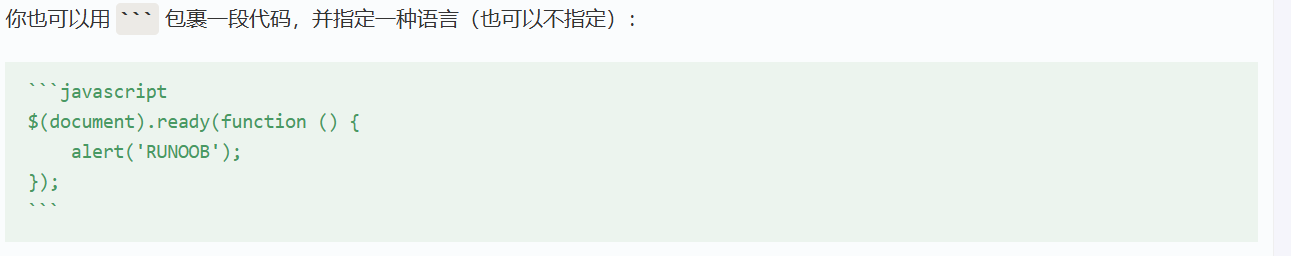 你也可以用 ``` 包裹一段代码，并指定一种语言（也可以不指定）：
```javascript
$(document).ready(function () {
    alert('RUNOOB');
});
```